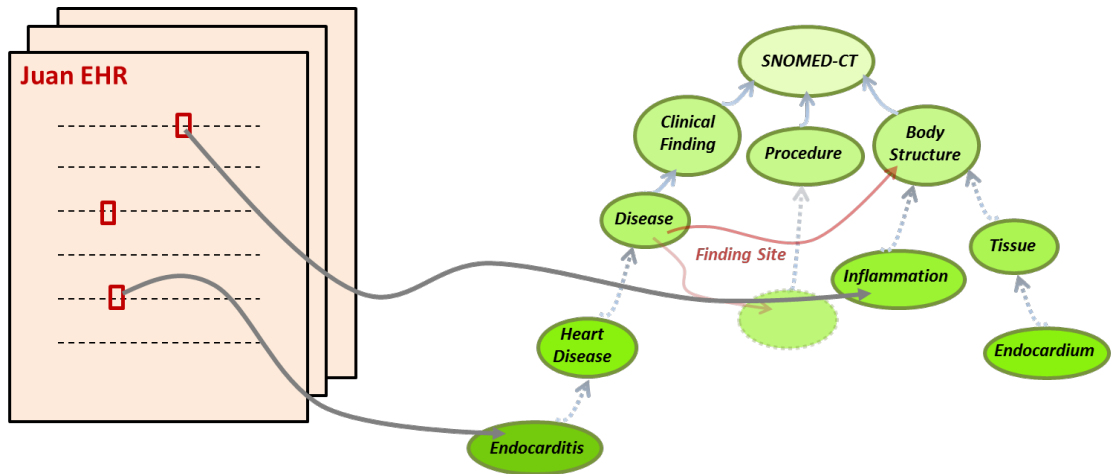 Juan EHR
SNOMED-CT
Clinical
Finding
Procedure
Body
Structure
Disease
Finding Site
Tissue
Inflammation
Heart
Disease
Endocardium
Endocarditis